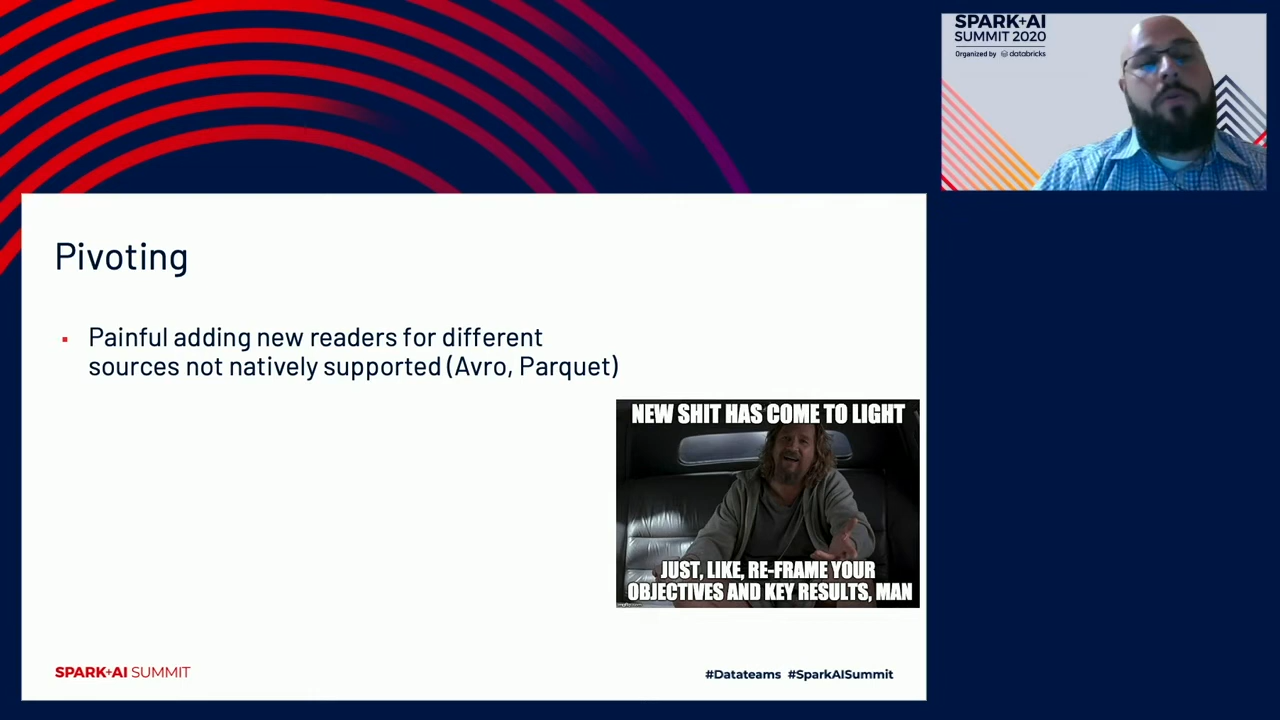 SPARK+AI
SUMMIT 2020
Organized by databricks
Pivoting
Painful adding new readers for different
sources not natively supported (Avro, Parquet)
NEW SHIT HAS COME TO LIGHT
JUST, LIKE, RE-FRAME YOUR
OBJECTIVES AND KEY RESULTS, MAN
SPARK+AI SUMMIT
#Datateams #SparkAISummit